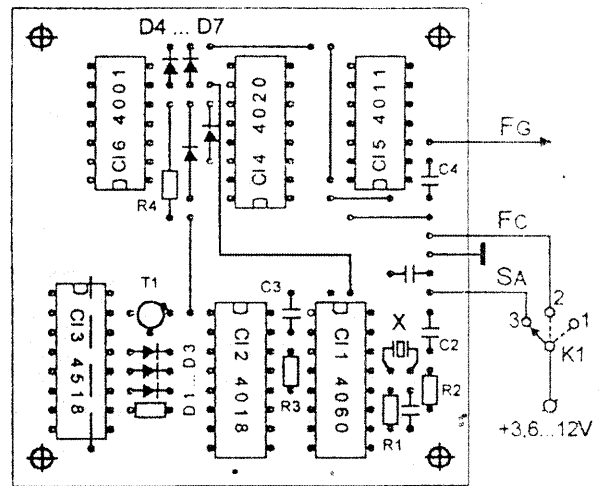 D4 ... D7
CI6 4001
CI4 4020
CI5 4011
FG
C4
R4
FC
SA
2
3
1
K1
+3,6...12V
T1
C3
X
C2
CI3 4518
D1...D3
CI2 4018
R3
CI1 4060
R1
R2